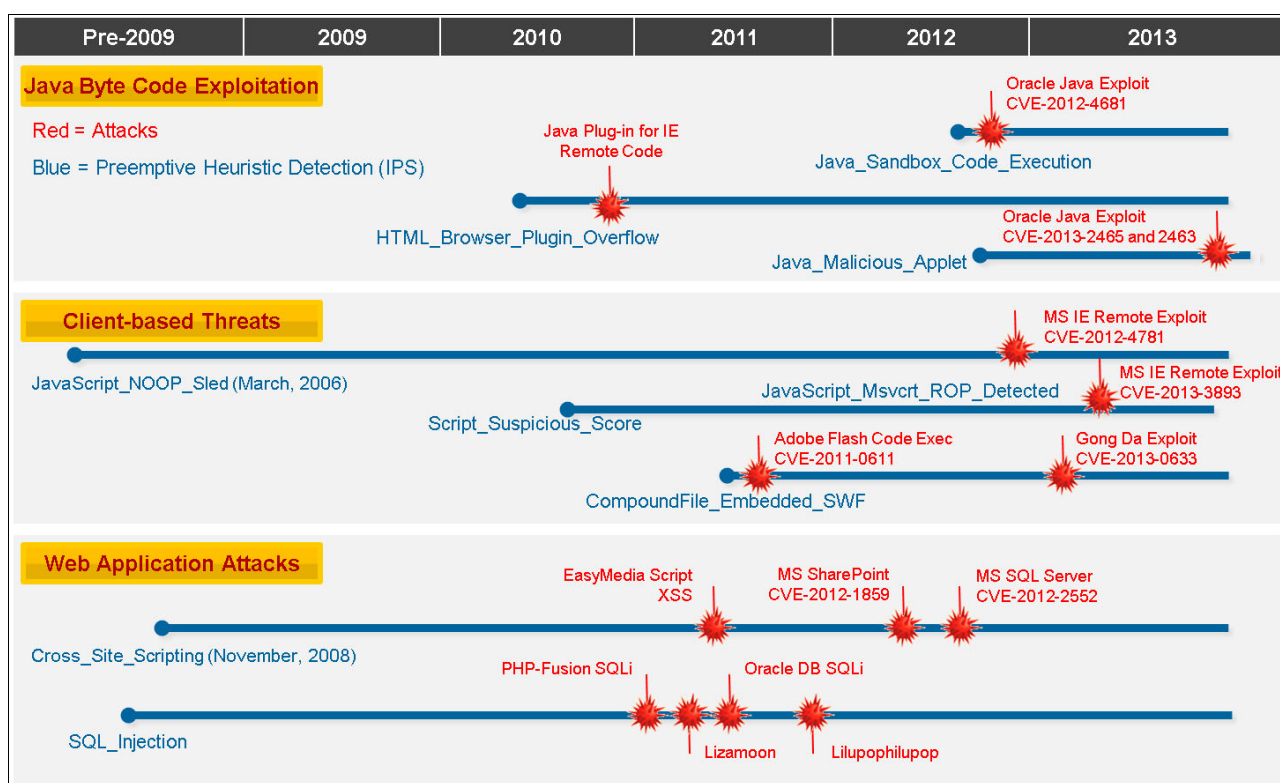 Pre-2009
2009
2010
2011
2012
2013
Java Byte Code Exploitation
Red = Attacks
Blue = Preemptive Heuristic Detection (IPS)
Oracle Java Exploit
CVE-2012-4681
Java_Sandbox_Code_Execution
Java Plug-in for IE
Remote Code
HTML_Browser_Plugin_Overflow
Oracle Java Exploit
CVE-2013-2465 and 2463
Java_Malicious_Applet
Client-based Threats
MS IE Remote Exploit
CVE-2012-4781
JavaScript_NOOP_Sled (March, 2006)
MS IE Remote Exploit
CVE-2013-3893
JavaScript_Msvcrt_ROP_Detected
Script_Suspicious_Score
Adobe Flash Code Exec
CVE-2011-0611
Gong Da Exploit
CVE-2013-0633
CompoundFile_Embedded_SWF
Web Application Attacks
EasyMedia Script
XSS
MS SharePoint
CVE-2012-1859
MS SQL Server
CVE-2012-2552
Cross_Site_Scripting (November, 2008)
PHP-Fusion SQLi
Oracle DB SQLi
SQL_Injection
Lizamoon
Lilupophilupop